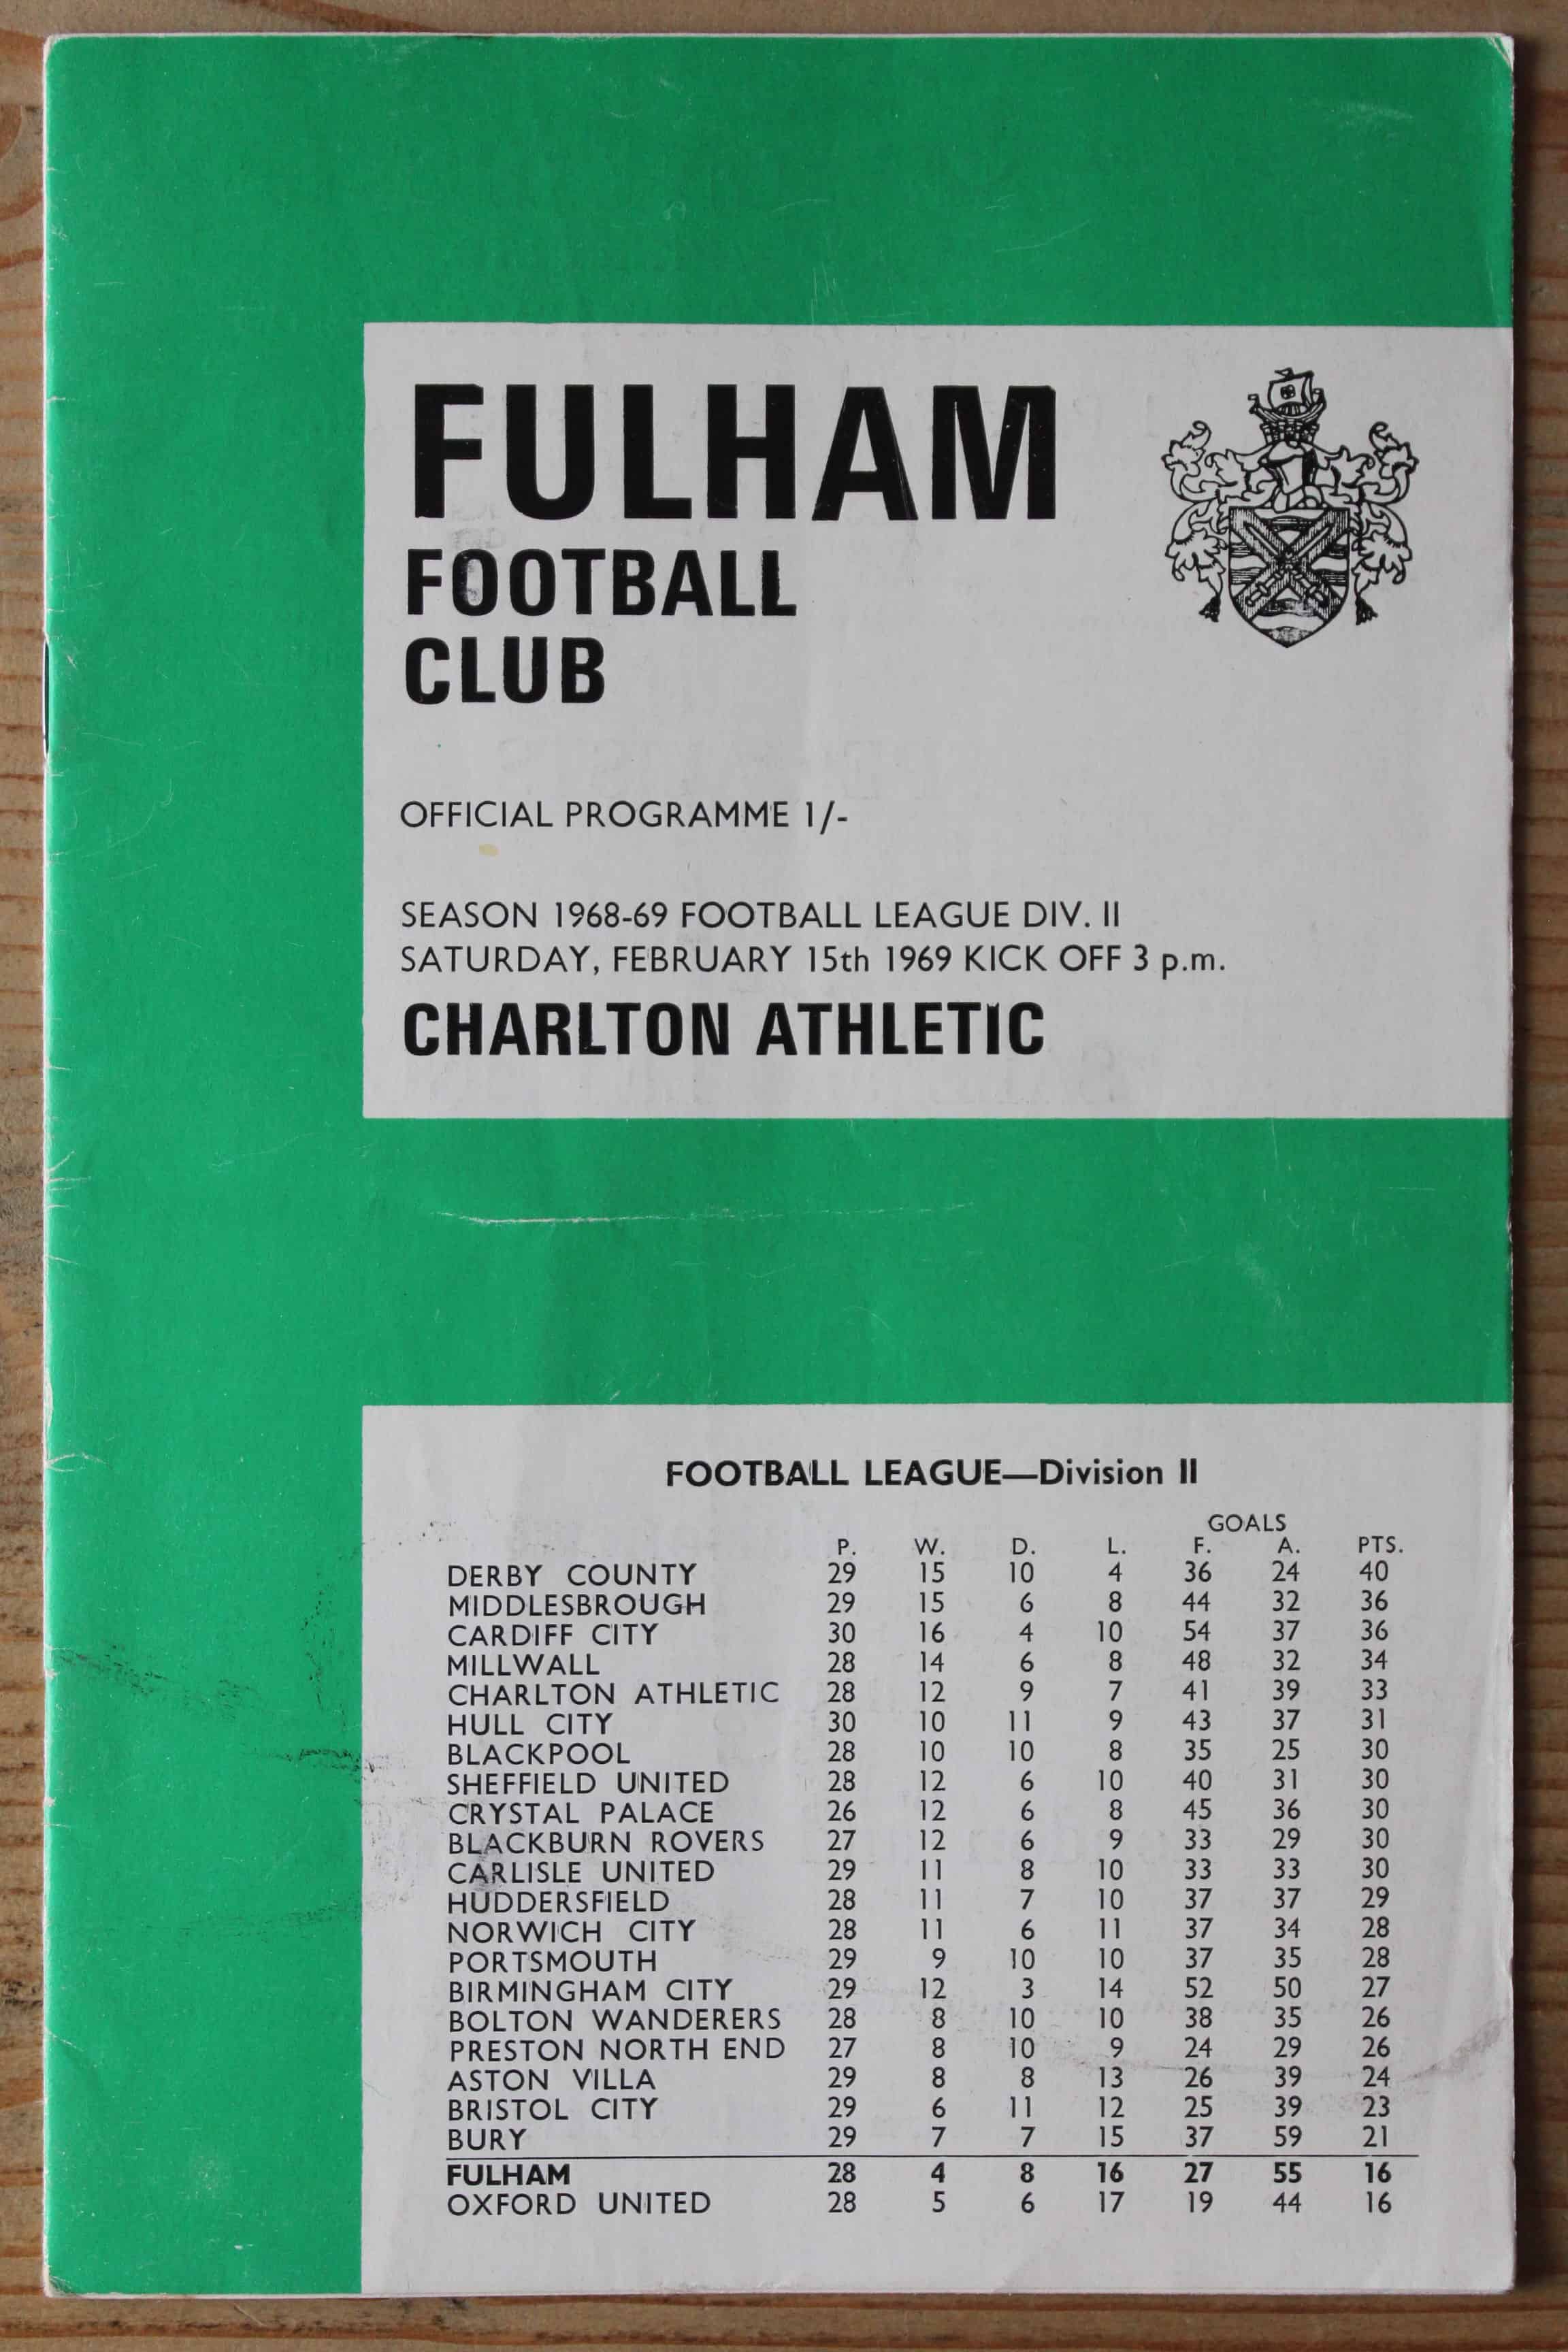 FULHAM
FOOTBALL
CLUB
OFFICIAL PROGRAMME 1/-
SEASON 1968-69 FOOTBALL LEAGUE DIV. II
SATURDAY, FEBRUARY 15th 1969 KICK OFF 3 p.m.
CHARLTON ATHLETIC
FOOTBALL LEAGUE—Division II
GOALS
P. W. D. L. F. A. PTS.
DERBY COUNTY 29 15 10 4 36 24 40
MIDDLESBROUGH 29 15 6 8 44 32 36
CARDIFF CITY 30 16 4 10 54 37 36
MILLWALL 28 14 6 8 48 32 34
CHARLTON ATHLETIC 28 12 9 7 41 39 33
HULL CITY 30 10 11 9 43 37 31
BLACKPOOL 28 10 10 8 35 25 30
SHEFFIELD UNITED 28 12 6 10 40 31 30
CRYSTAL PALACE 26 12 6 8 45 36 30
BLACKBURN ROVERS 27 12 6 9 33 29 30
CARLISLE UNITED 29 11 8 10 33 33 30
HUDDERSFIELD 28 11 7 10 37 37 29
NORWICH CITY 28 11 6 11 37 34 28
PORTSMOUTH 29 9 10 10 37 35 28
BIRMINGHAM CITY 29 12 3 14 52 50 27
BOLTON WANDERERS 28 8 10 10 38 35 26
PRESTON NORTH END 27 8 10 9 24 29 26
ASTON VILLA 29 8 8 13 26 39 24
BRISTOL CITY 29 6 11 12 25 39 23
BURY 29 7 7 15 37 59 21
FULHAM 28 4 8 16 27 55 16
OXFORD UNITED 28 5 6 17 19 44 16